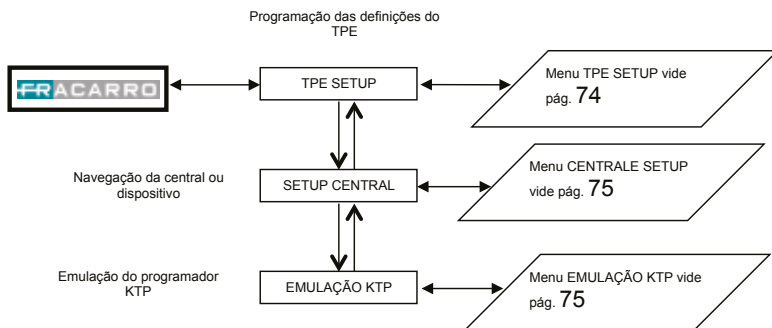 Programação das definições do
TPE
FRACARRO
TPE SETUP
Menu TPE SETUP vide
pág. 74
Navegação da central ou
dispositivo
SETUP CENTRAL
Menu CENTRALE SETUP
vide pág. 75
Emulação do programador
KTP
EMULAÇÃO KTP
Menu EMULAÇÃO KTP vide
pág. 75